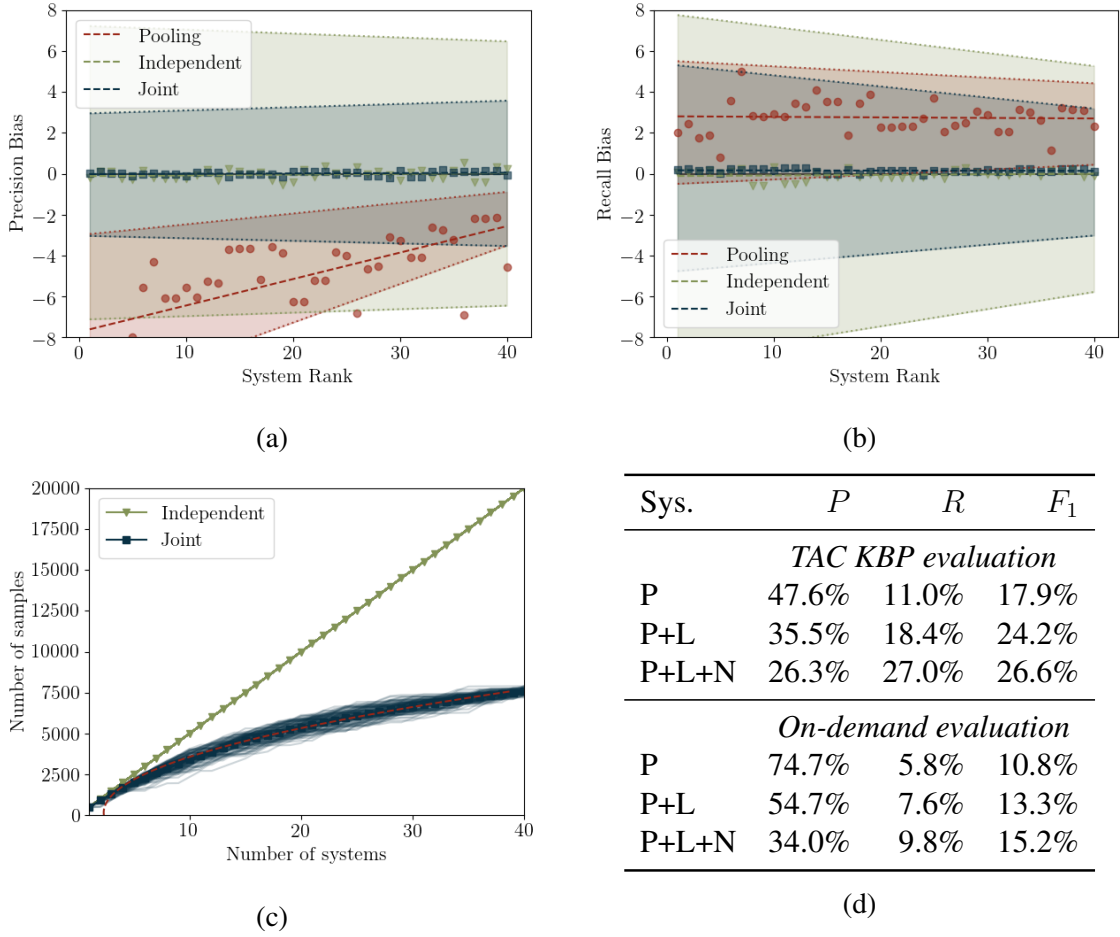 8
6
4
2
0
−2
−4
−6
−8
Precision Bias
Pooling
Independent
Joint
0 10 20 30 40
System Rank
(a)
8
6
4
2
0
−2
−4
−6
−8
Recall Bias
Pooling
Independent
Joint
0 10 20 30 40
System Rank
(b)
20000
17500
15000
12500
10000
7500
5000
2500
0
Number of samples
Independent
Joint
10 20 30 40
Number of systems
(c)
Sys. P R F1
TAC KBP evaluation
P 47.6% 11.0% 17.9%
P+L 35.5% 18.4% 24.2%
P+L+N 26.3% 27.0% 26.6%
On-demand evaluation
P 74.7% 5.8% 10.8%
P+L 54.7% 7.6% 13.3%
P+L+N 34.0% 9.8% 15.2%
(d)